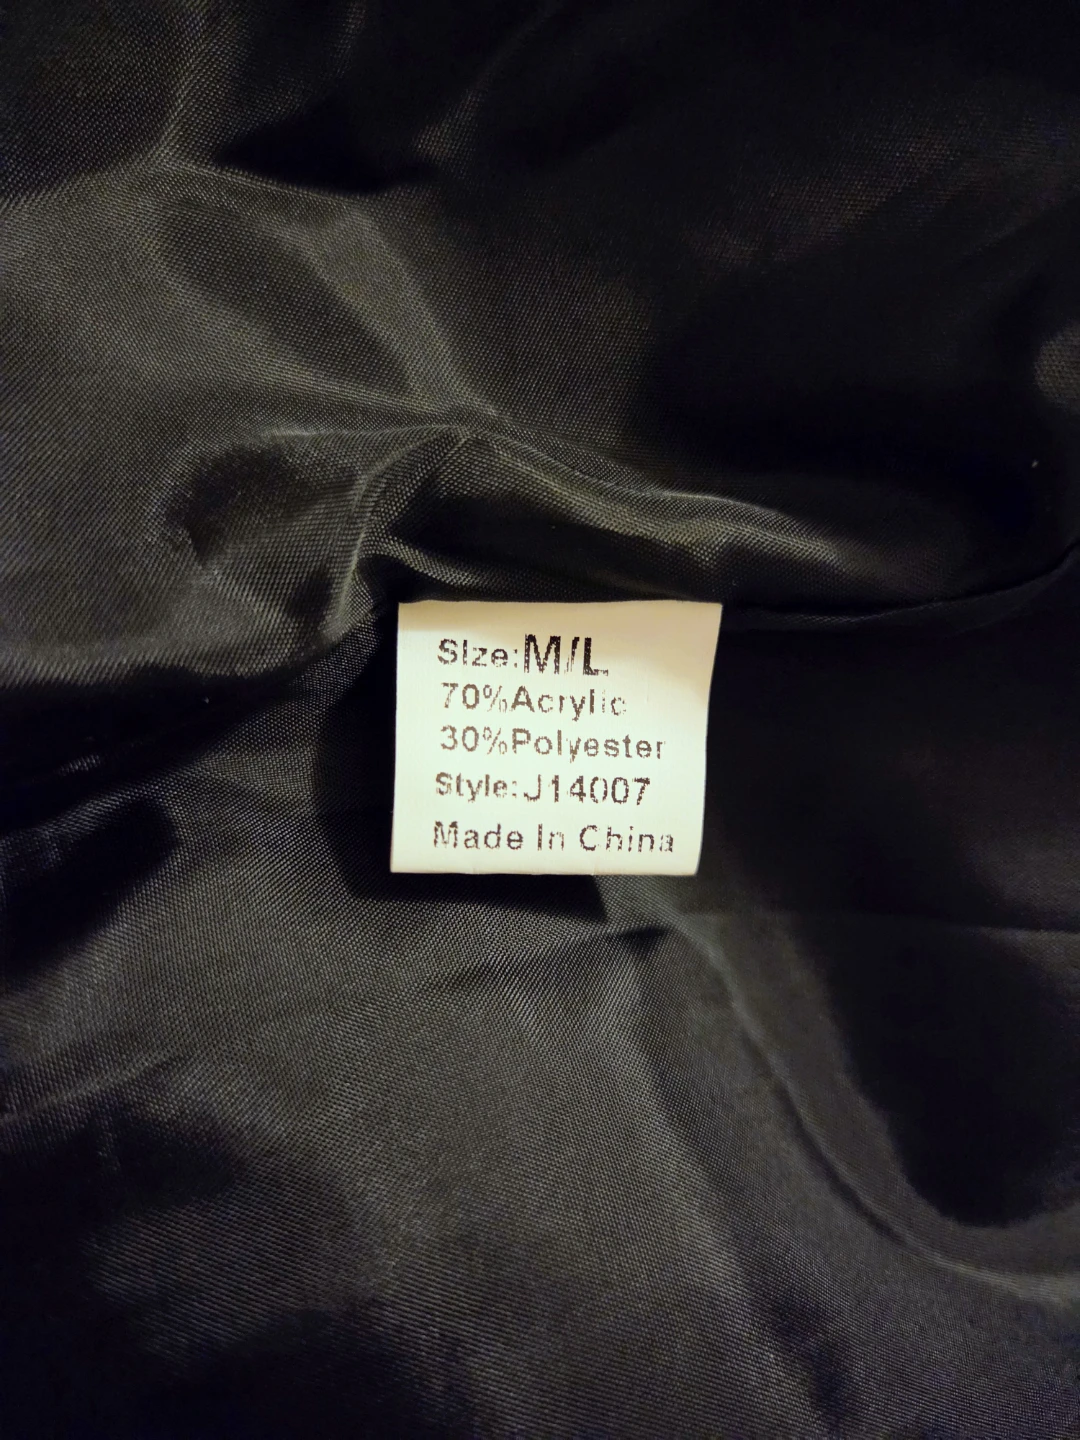 Size:M/L
70%Acrylic
30%Polyester
Style:J14007
Made In China